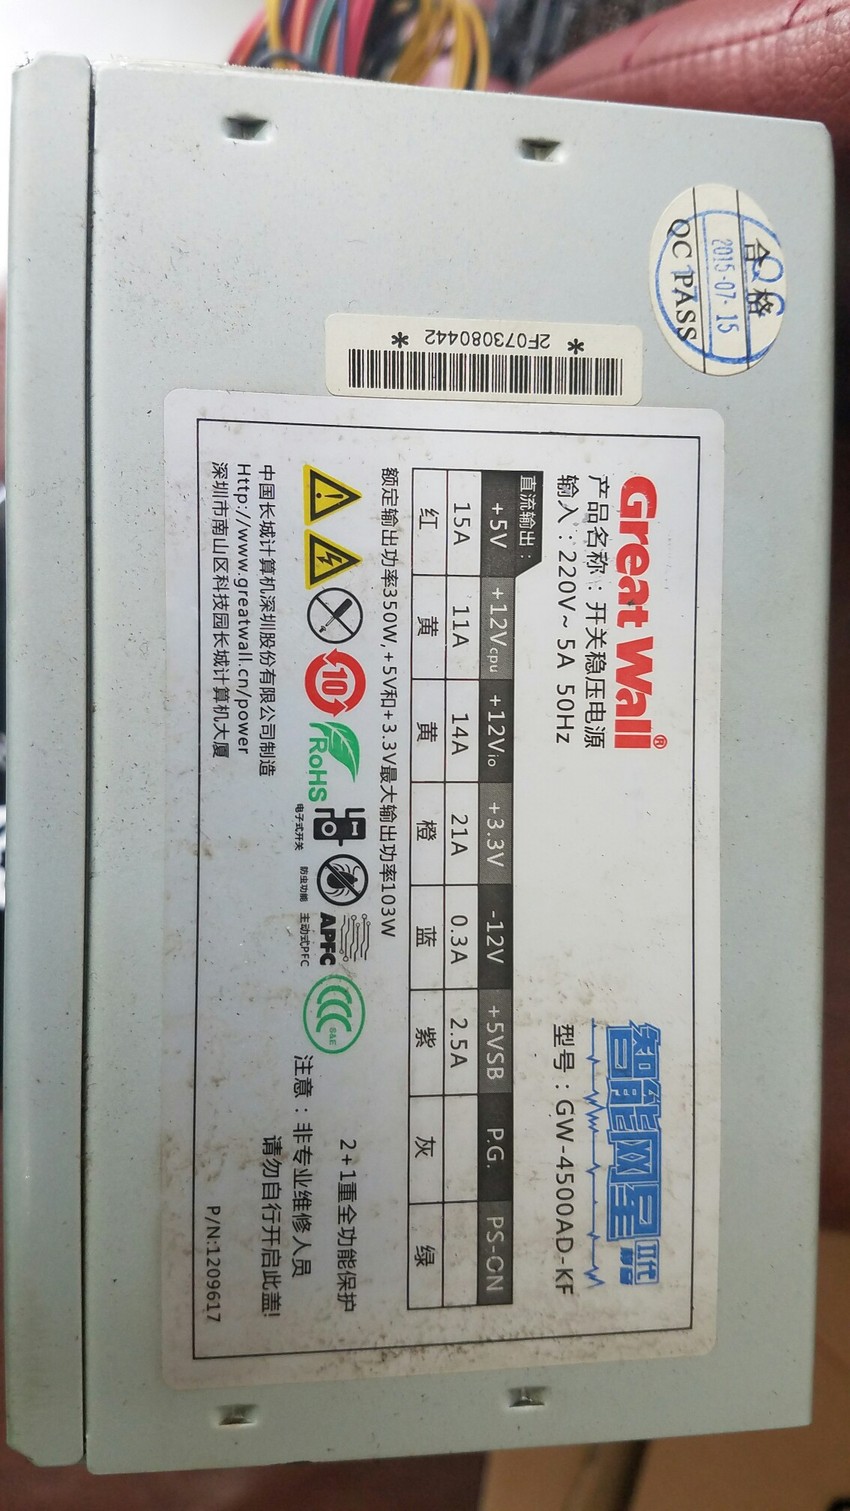 合格
2015-07-15
QC PASS
* 2F073080442 *
Great Wall®
智能网星
II代
产品名称：开关稳压电源
输入：220V~ 5A 50Hz
型号：GW-4500AD-KF
直流输出：
+5V +12Vcpu +12Vio +3.3V -12V +5VSB P.G. PS-ON
15A 11A 14A 21A 0.3A 2.5A
红 黄 黄 橙 蓝 紫 灰 绿
额定输出功率350W,+5V和+3.3V最大输出功率103W
10
RoHS
APFC
S&E
电子式开关 防虫功能 主动式PFC
2+1重全功能保护
注意：非专业维修人员
请勿自行开启此盖!
中国长城计算机深圳股份有限公司制造
Http://www.greatwall.cn/power
深圳市南山区科技园长城计算机大厦
P/N:1209617